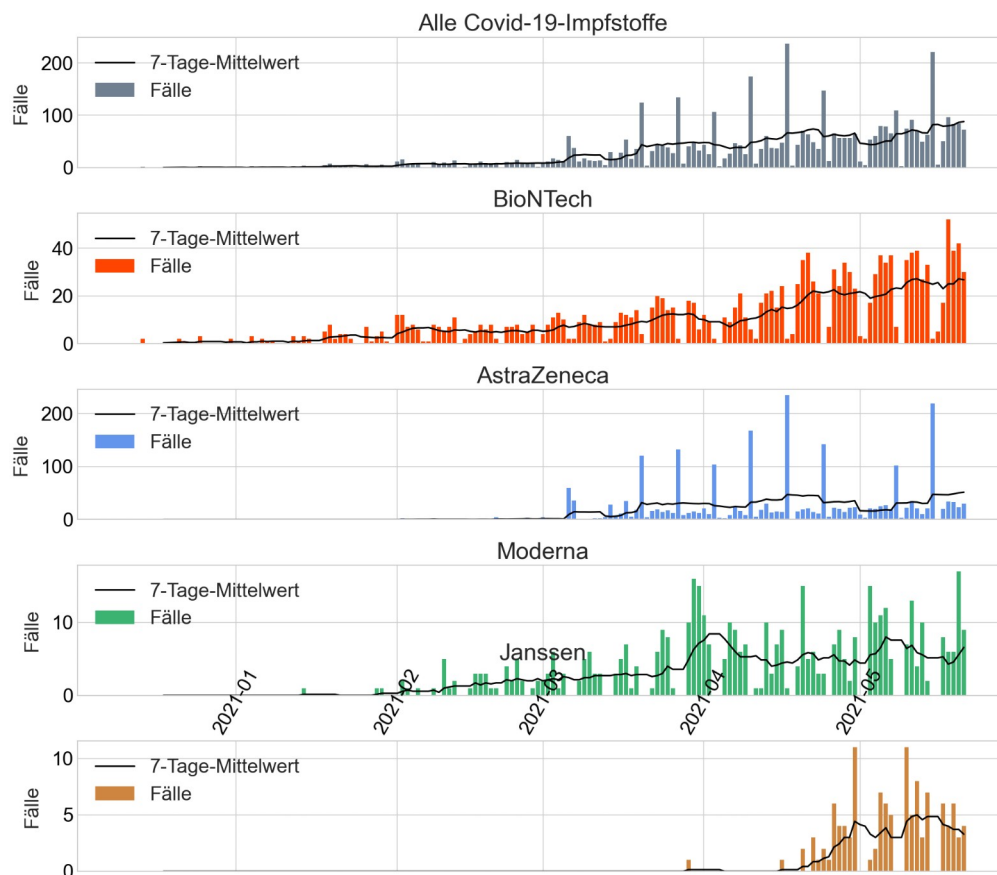 Alle Covid-19-Impfstoffe
Fälle
200
100
0
7-Tage-Mittelwert
Fälle
BioNTech
Fälle
40
20
0
7-Tage-Mittelwert
Fälle
AstraZeneca
Fälle
200
100
0
7-Tage-Mittelwert
Fälle
Moderna
Fälle
10
0
7-Tage-Mittelwert
Fälle
Janssen
2021-01
2021-02
2021-03
2021-04
2021-05
Fälle
10
5
0
7-Tage-Mittelwert
Fälle